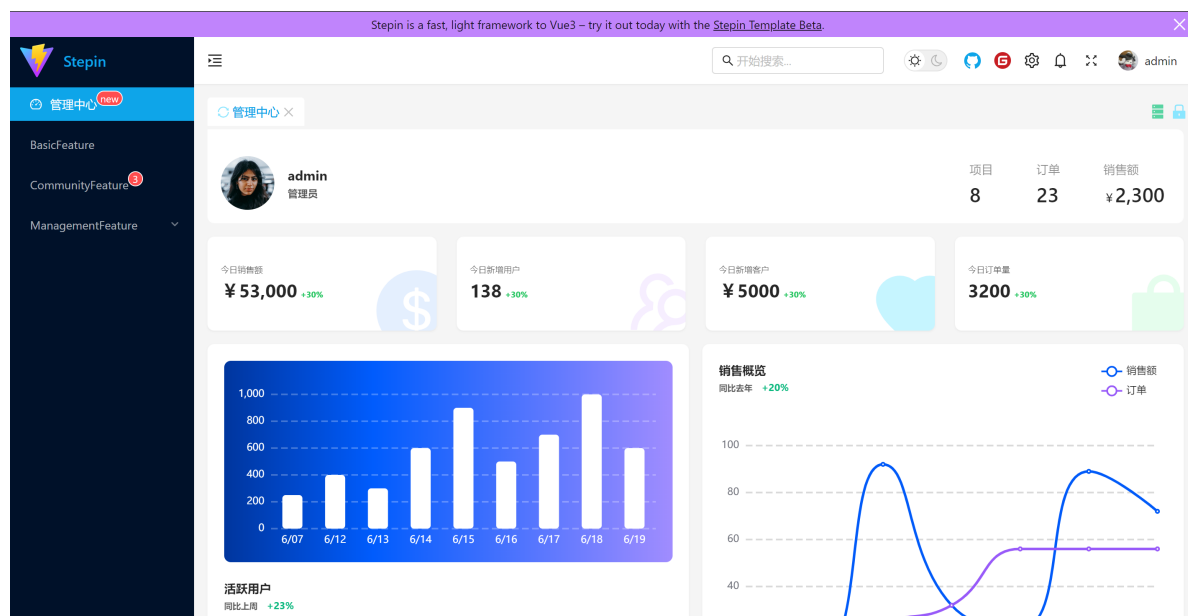 Stepin is a fast, light framework to Vue3 – try it out today with the Stepin Template Beta.
Stepin
开始搜索...
admin
管理中心 new
BasicFeature
CommunityFeature 3
ManagementFeature
管理中心
admin
管理员
项目 订单 销售额
8 23 ¥2,300
今日销售额
¥53,000 +30%
今日新增用户
138 +30%
今日新增客户
¥5000 +30%
今日订单量
3200 +30%
1,000
800
600
400
200
0
6/07 6/12 6/13 6/14 6/15 6/16 6/17 6/18 6/19
活跃用户
同比上周 +23%
销售概览
同比去年 +20%
销售额
订单
100
80
60
40